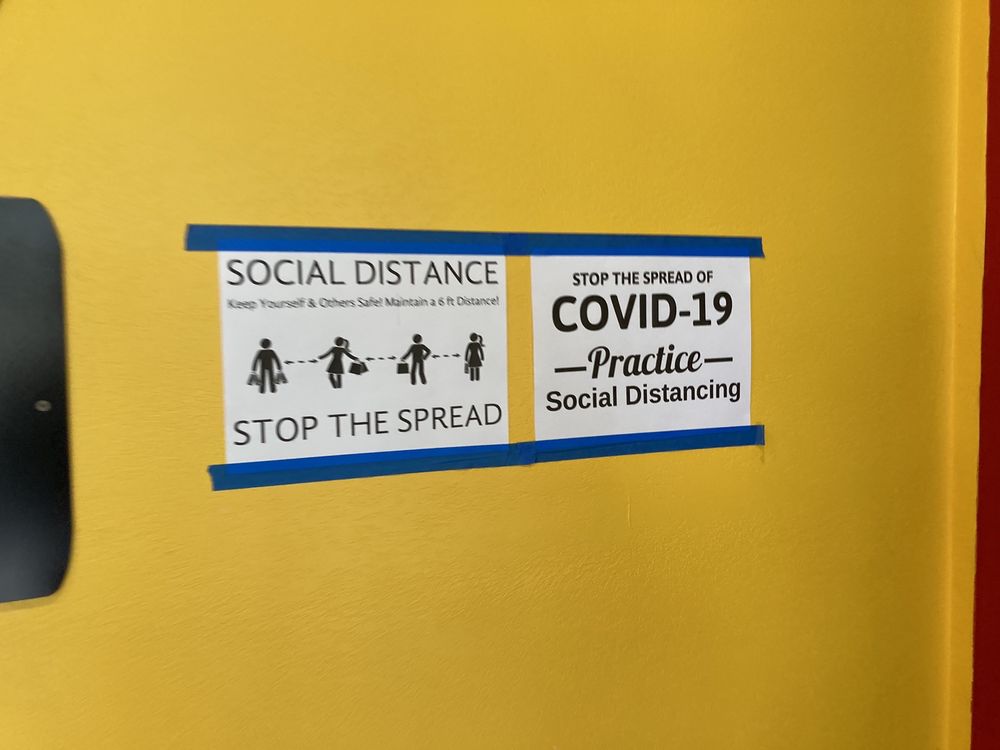 SOCIAL DISTANCE
Keep Yourself & Others Safe! Maintain a 6 ft Distance!
STOP THE SPREAD
STOP THE SPREAD OF
COVID-19
Practice
Social Distancing